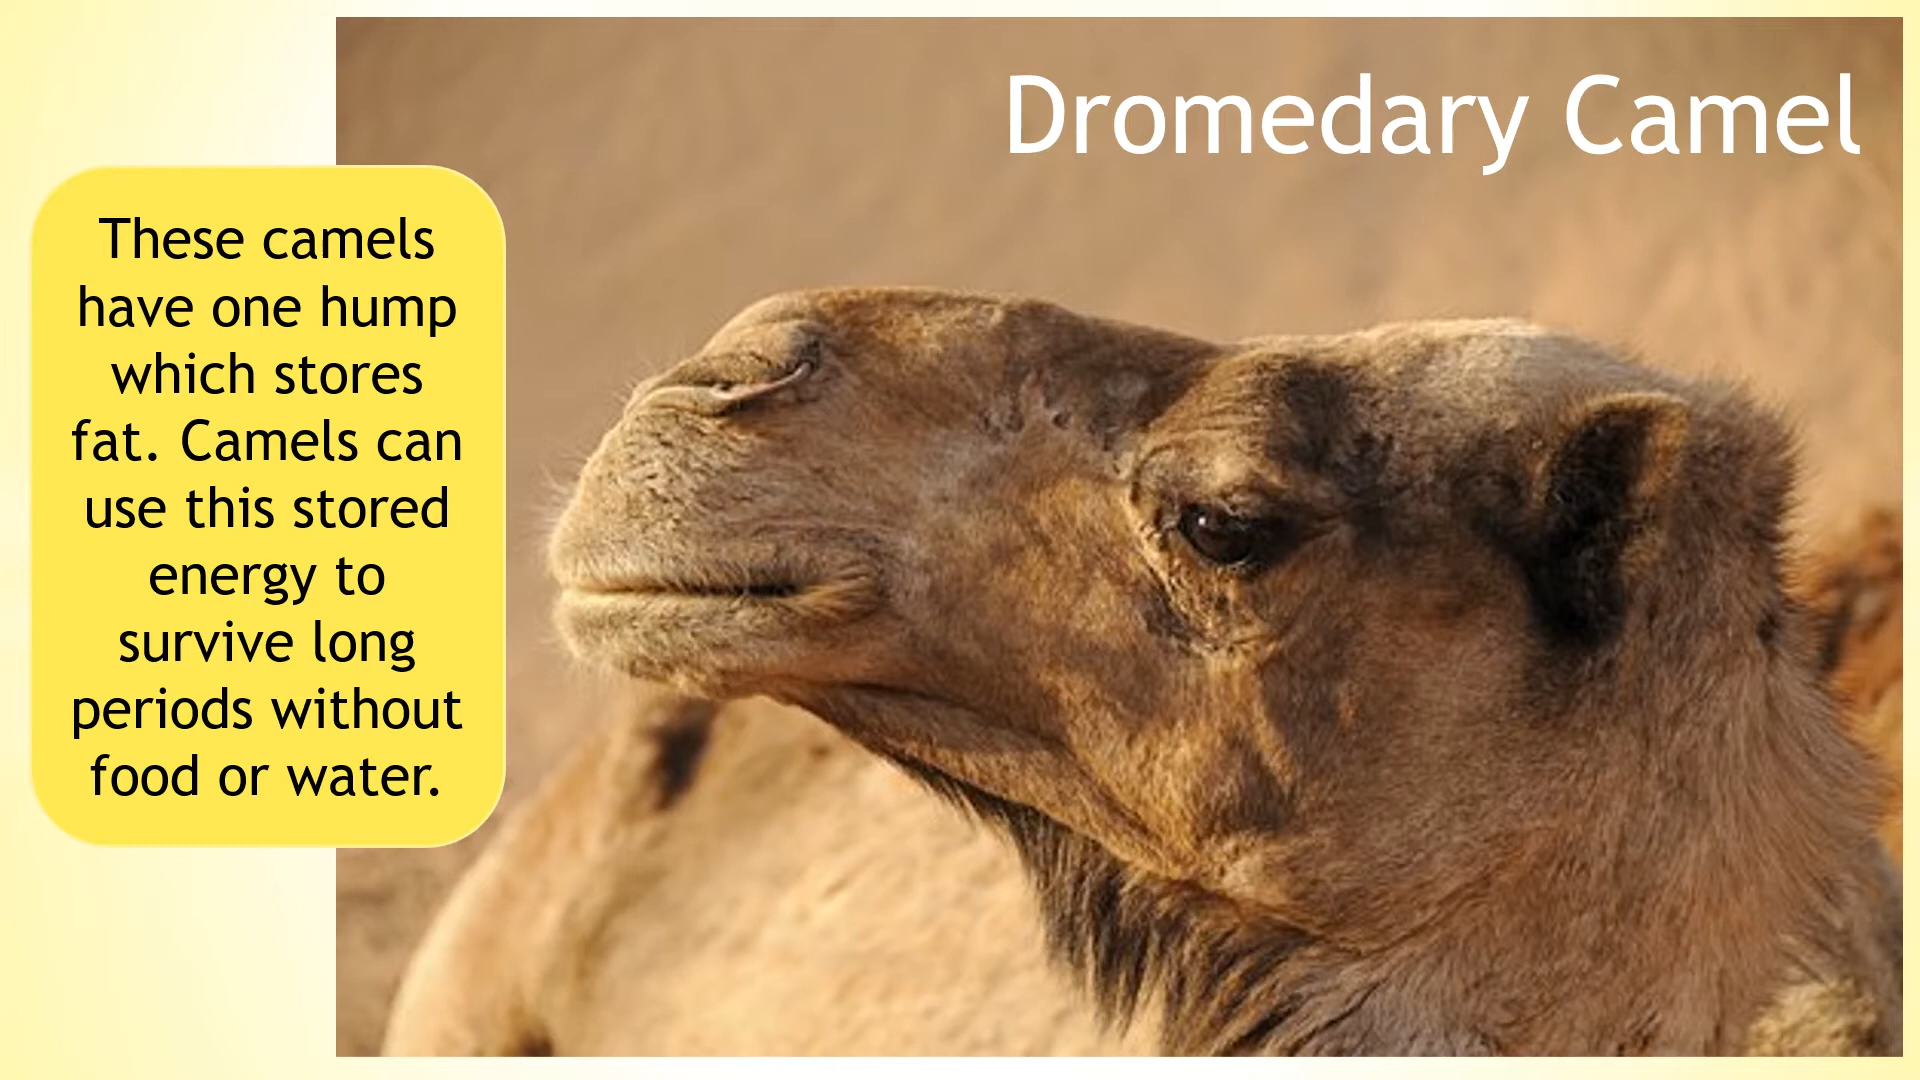 Dromedary Camel
These camels
have one hump
which stores
fat. Camels can
use this stored
energy to
survive long
periods without
food or water.